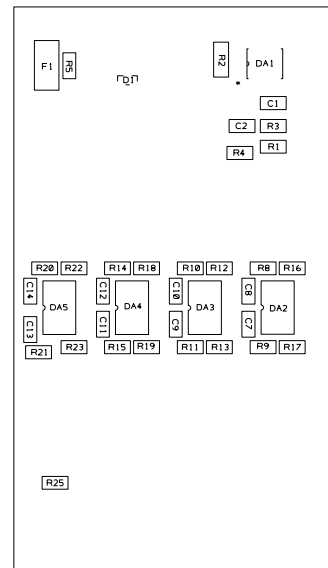 F1 R5 D1 R2 DA1
C1
C2 R3
R4 R1
R20 R22 R14 R18 R10 R12 R8 R16
C14 C12 C10 C8
DA5 DA4 DA3 DA2
C13 C11 C9 C7
R21 R23 R15 R19 R11 R13 R9 R17
R25